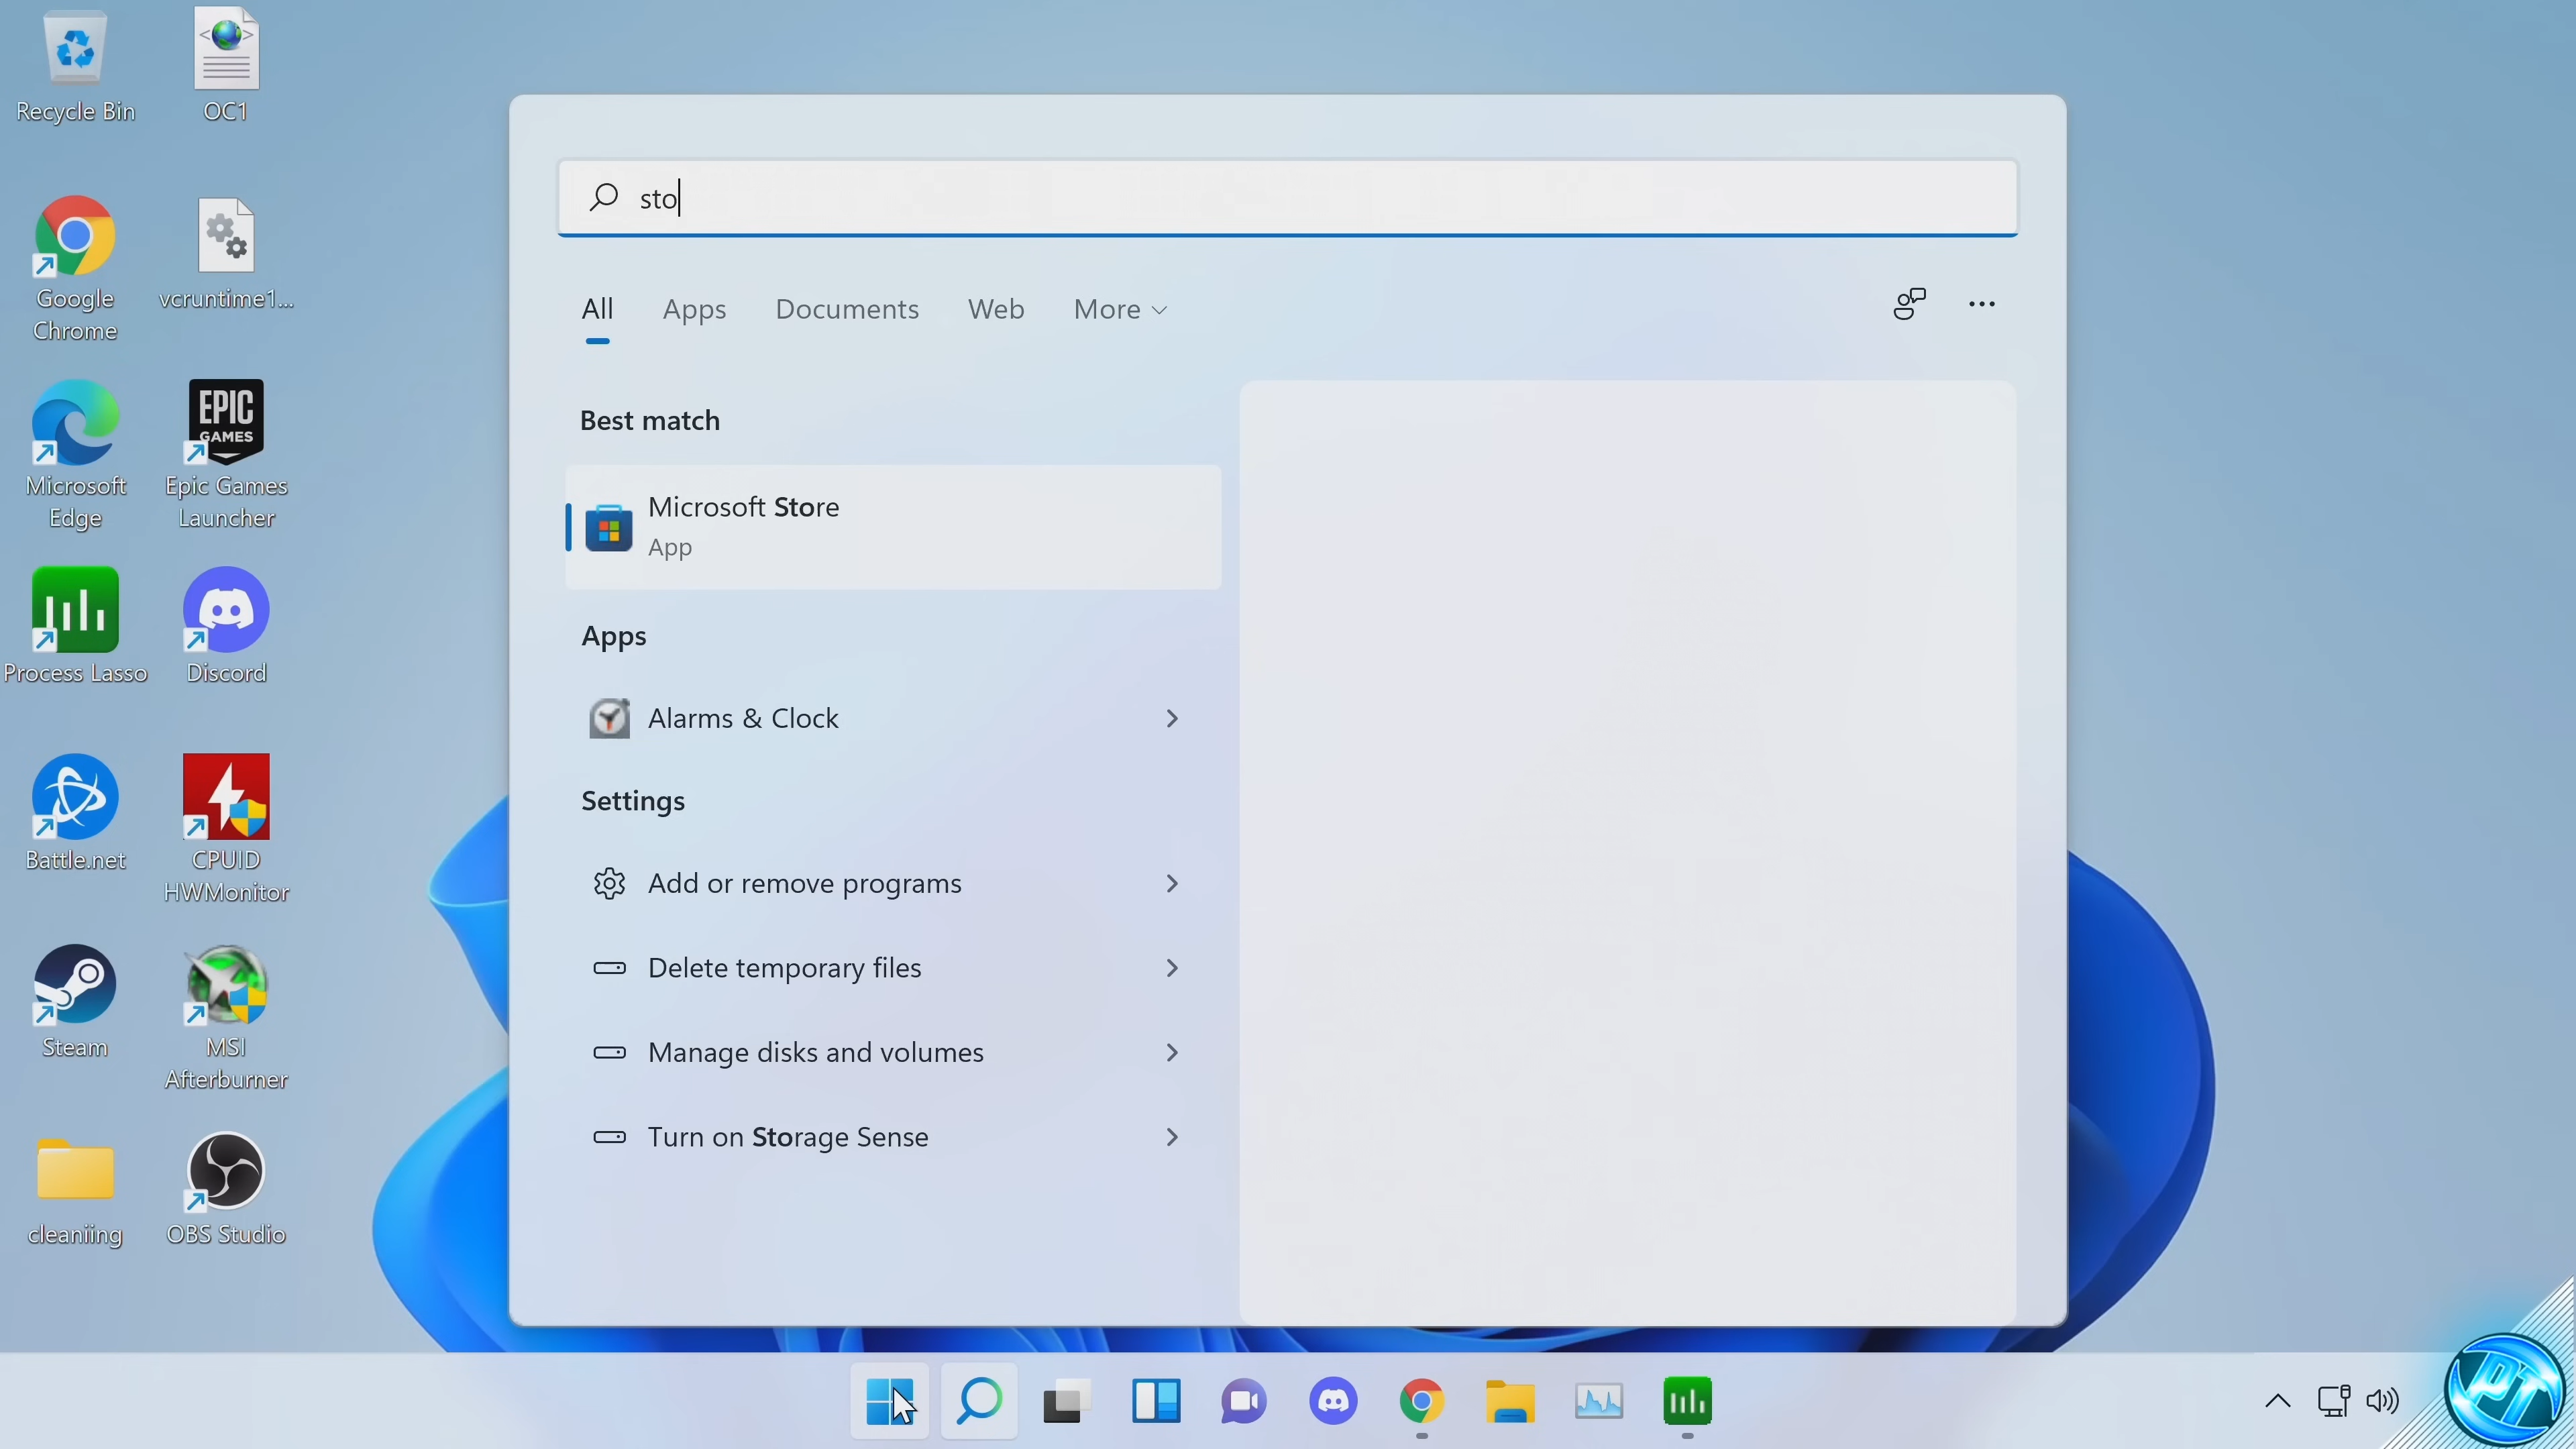 Recycle Bin
OC1
Google
Chrome
vcruntime1...
Microsoft
Edge
EPIC
GAMES
Epic Games
Launcher
Process Lasso
Discord
Battle.net
CPUID
HWMonitor
Steam
MSI
Afterburner
cleaniing
OBS Studio
sto
All
Apps
Documents
Web
More
Best match
Microsoft Store
App
Apps
Alarms & Clock
Settings
Add or remove programs
Delete temporary files
Manage disks and volumes
Turn on Storage Sense
PT